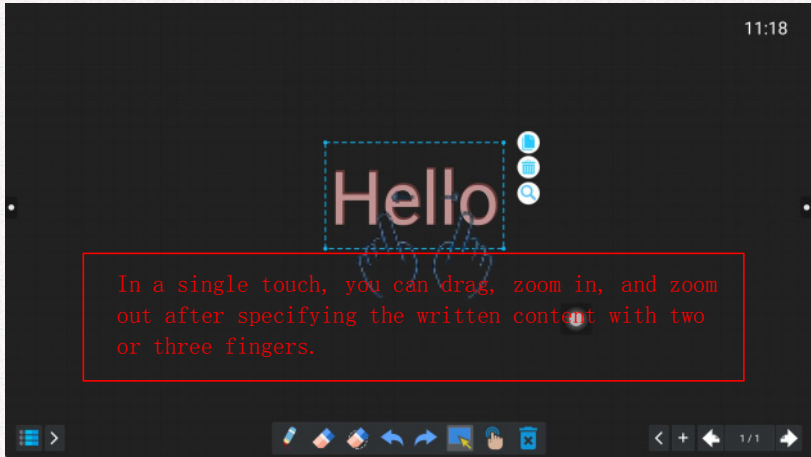 11:18
Hello
In a single touch, you can drag, zoom in, and zoom
out after specifying the written content with two
or three fingers.
1/1